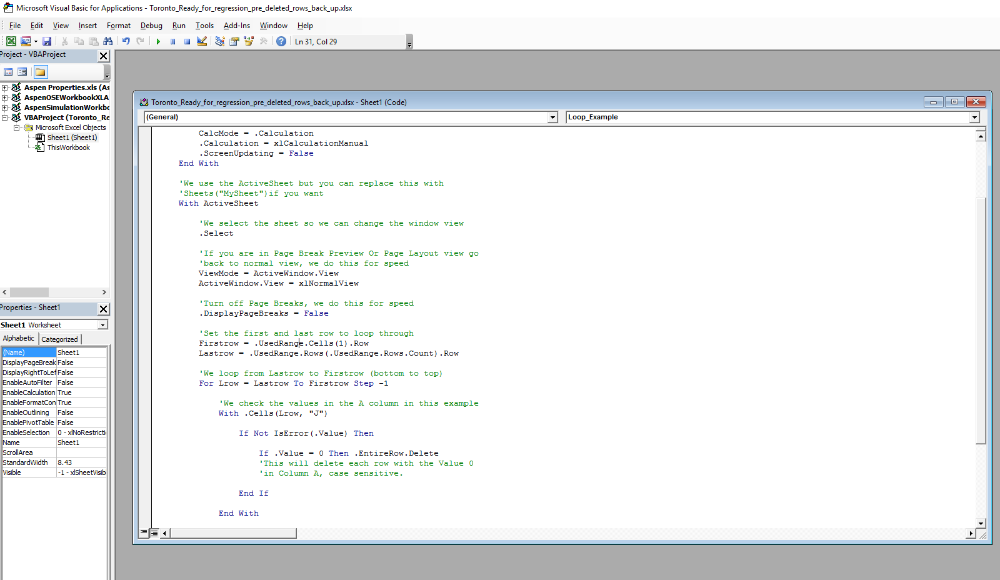 Microsoft Visual Basic for Applications - Toronto_Ready_for_regression_pre_deleted_rows_back_up.xlsx
File Edit View Insert Format Debug Run Tools Add-Ins Window Help
Ln 31, Col 29
Project - VBAProject
Aspen Properties.xls (As
AspenOSEWorkbookXLA
AspenSimulationWorkbo
VBAProject (Toronto_Re
Microsoft Excel Objects
Sheet1 (Sheet1)
ThisWorkbook
Properties - Sheet1
Sheet1 Worksheet
Alphabetic Categorized
(Name) Sheet1
DisplayPageBreak False
DisplayRightToLef False
EnableAutoFilter False
EnableCalculation True
EnableFormatCon True
EnableOutlining False
EnablePivotTable False
EnableSelection 0 - xlNoRestricti
Name Sheet1
ScrollArea
StandardWidth 8.43
Visible -1 - xlSheetVisib
Toronto_Ready_for_regression_pre_deleted_rows_back_up.xlsx - Sheet1 (Code)
(General) Loop_Example
CalcMode = .Calculation
.Calculation = xlCalculationManual
.ScreenUpdating = False
End With
'We use the ActiveSheet but you can replace this with
'Sheets("MySheet")if you want
With ActiveSheet
'We select the sheet so we can change the window view
.Select
'If you are in Page Break Preview Or Page Layout view go
'back to normal view, we do this for speed
ViewMode = ActiveWindow.View
ActiveWindow.View = xlNormalView
'Turn off Page Breaks, we do this for speed
.DisplayPageBreaks = False
'Set the first and last row to loop through
Firstrow = .UsedRange.Cells(1).Row
Lastrow = .UsedRange.Rows(.UsedRange.Rows.Count).Row
'We loop from Lastrow to Firstrow (bottom to top)
For Lrow = Lastrow To Firstrow Step -1
'We check the values in the A column in this example
With .Cells(Lrow, "J")
If Not IsError(.Value) Then
If .Value = 0 Then .EntireRow.Delete
'This will delete each row with the Value 0
'in Column A, case sensitive.
End If
End With